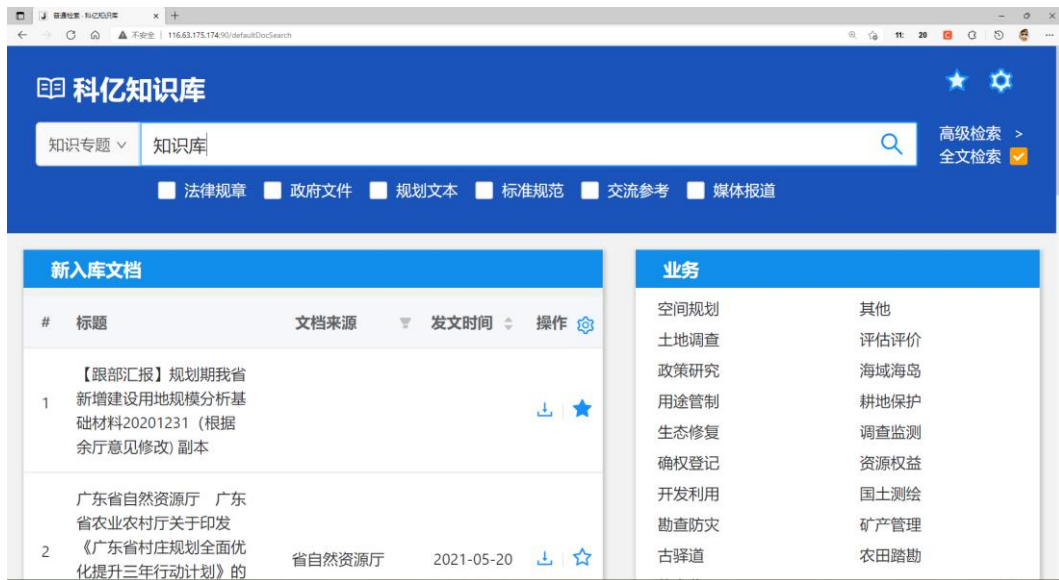 普通检索 - 科亿知识库
不安全 | 116.63.175.174:90/defaultDocSearch
科亿知识库
知识专题
知识库
高级检索 >
全文检索
法律规章 政府文件 规划文本 标准规范 交流参考 媒体报道
新入库文档
# 标题 文档来源 发文时间 操作
1
【跟部汇报】规划期我省
新增建设用地规模分析基
础材料20201231（根据
余厅意见修改) 副本
2
广东省自然资源厅 广东
省农业农村厅关于印发
《广东省村庄规划全面优
化提升三年行动计划》的
省自然资源厅 2021-05-20
业务
空间规划 其他
土地调查 评估评价
政策研究 海域海岛
用途管制 耕地保护
生态修复 调查监测
确权登记 资源权益
开发利用 国土测绘
勘查防灾 矿产管理
古驿道 农田踏勘